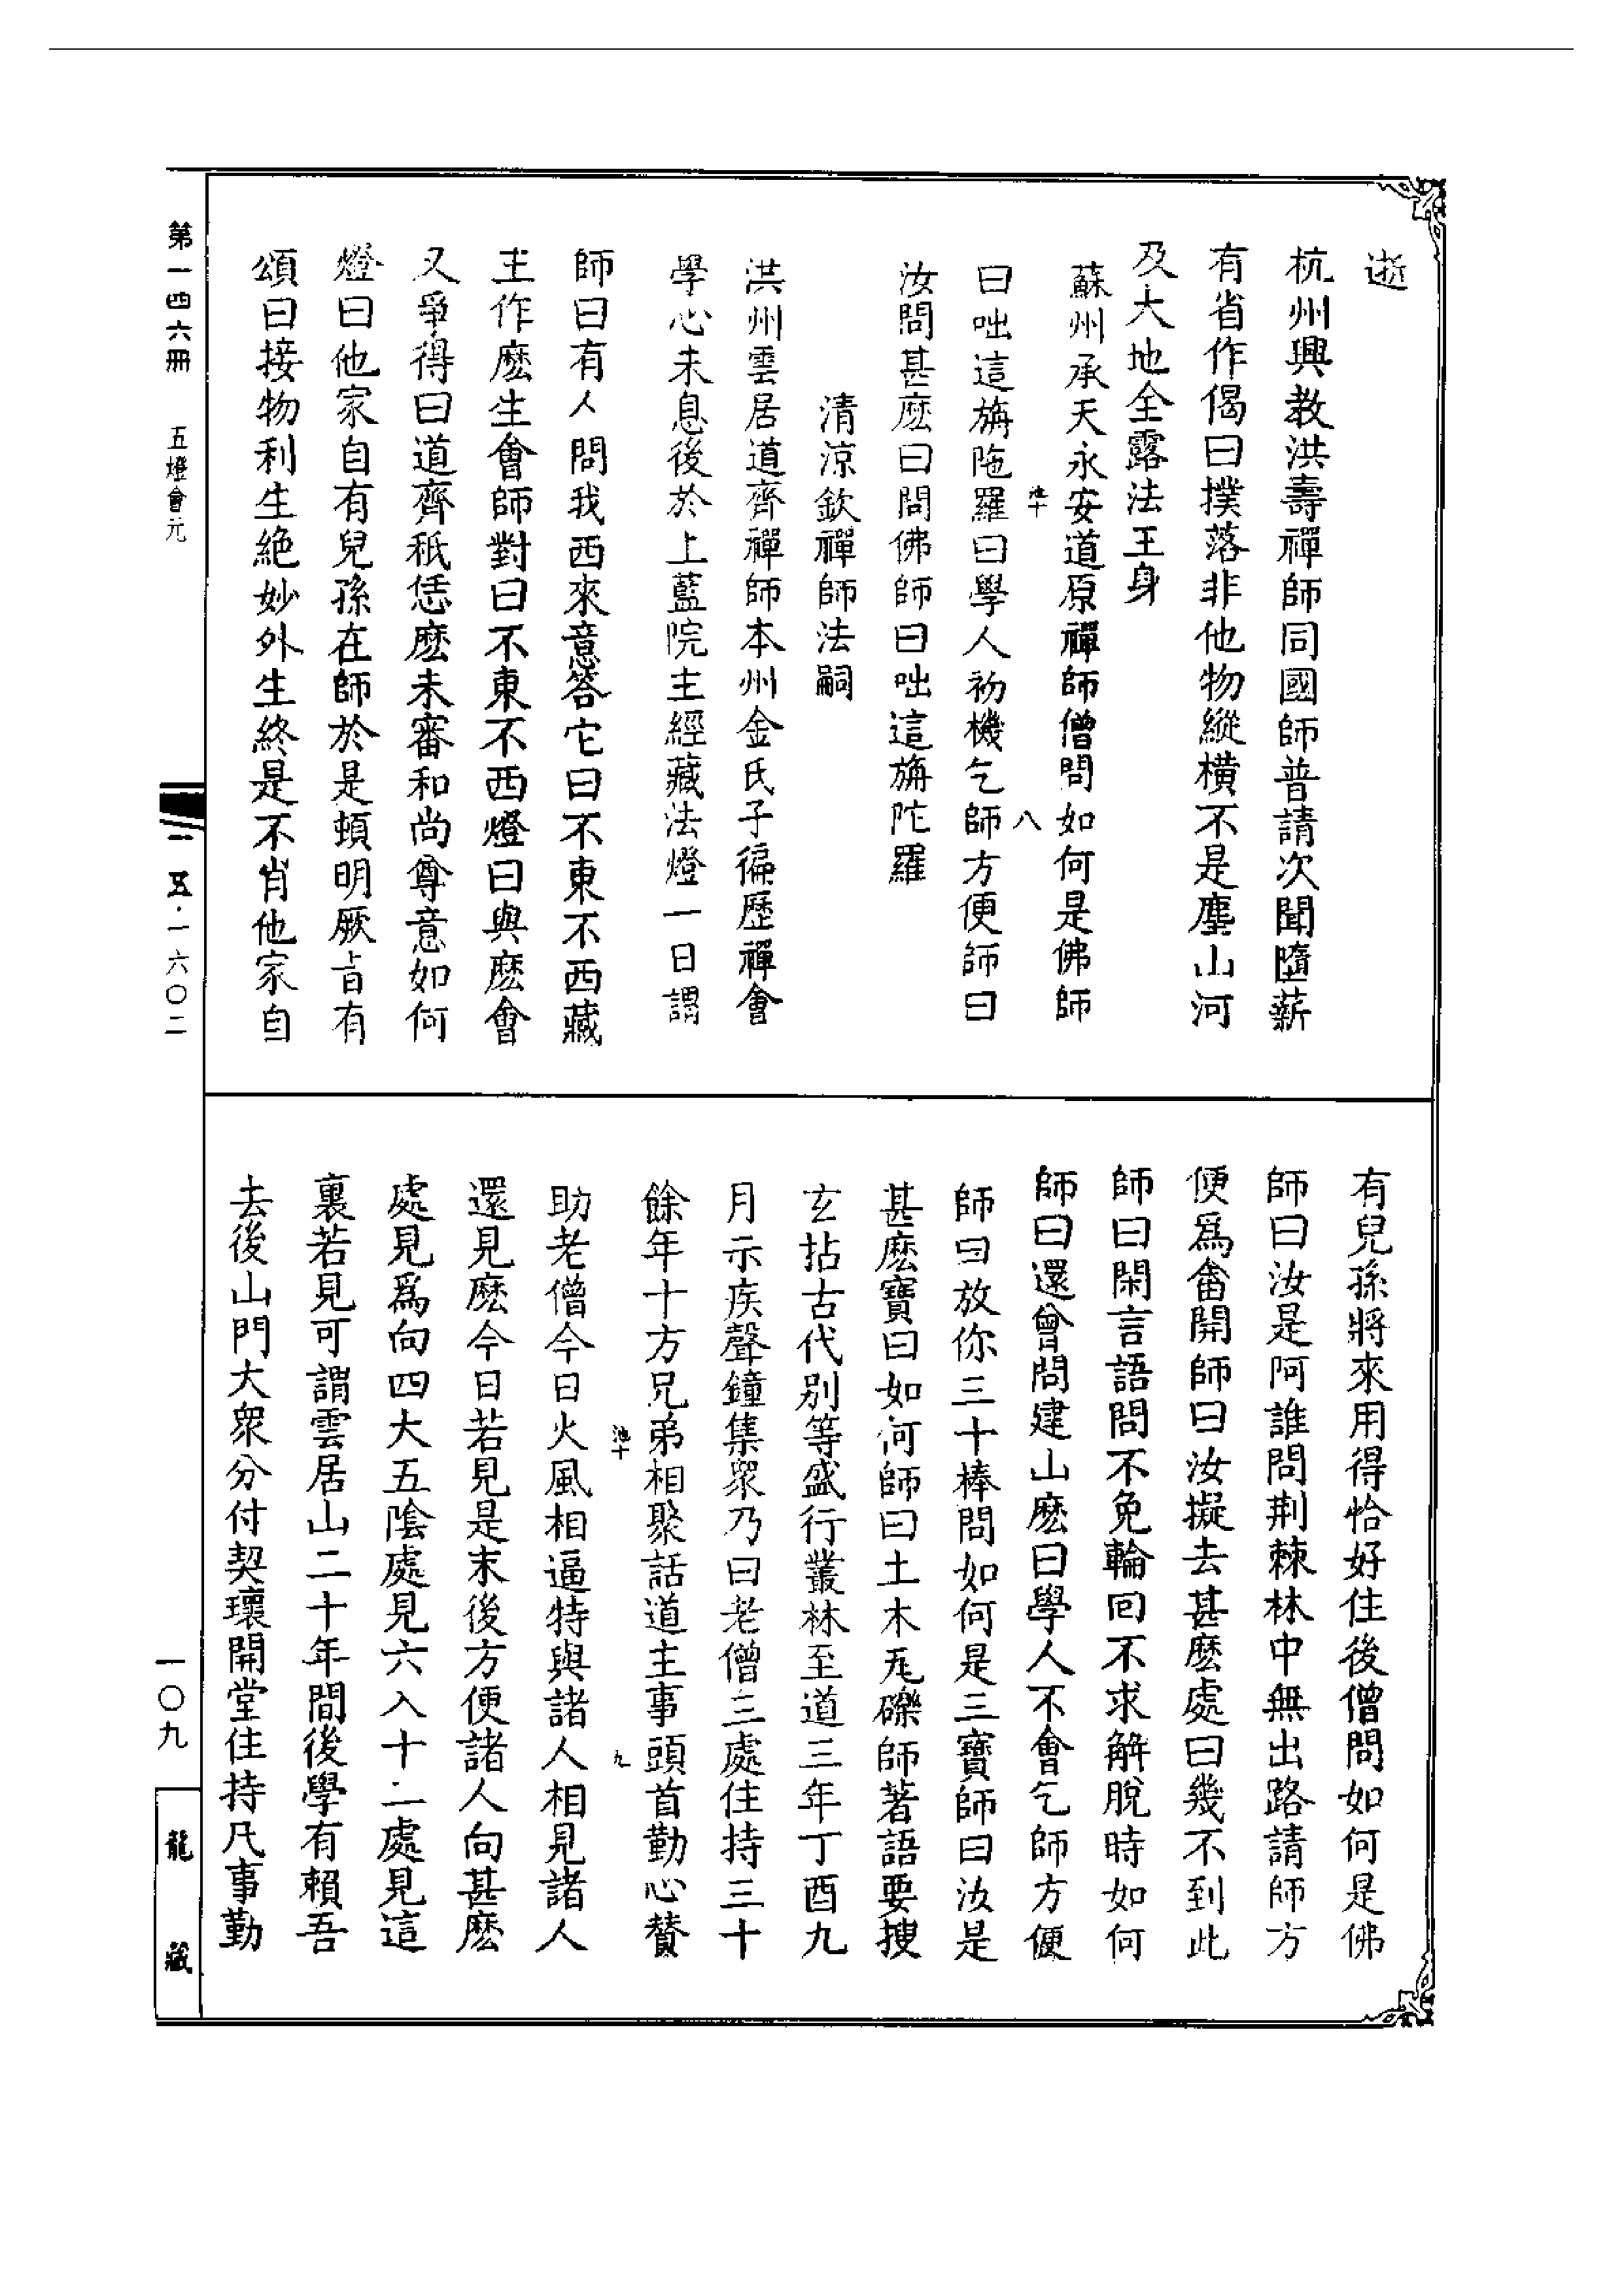 逝
杭州興教洪壽禪師同國師普請次聞墮薪
有省作偈曰撲落非他物縱橫不是塵山河
及大地全露法王身
蘇州承天永安道原禪師僧問如何是佛師
曰咄這旃陁羅曰學人初機乞師方便師曰
汝問甚麽曰問佛師曰咄這旃陀羅
清涼欽禪師法嗣
洪州雲居道齊禪師本州金氏子徧歷禪會
學心未息後於上藍院主經藏法燈一日謂
師曰有人問我西來意答它曰不東不西藏
主作麽生會師對曰不東不西燈曰與麽會
又爭得曰道齊秖恁麽未審和尚尊意如何
燈曰他家自有兒孫在師於是頓明厥旨有
頌曰接物利生絕妙外生終是不肖他家自
有兒孫將來用得恰好住後僧問如何是佛
師曰汝是阿誰問荆棘林中無出路請師方
便爲畬開師曰汝擬去甚麽處曰幾不到此
師曰閑言語問不免輪回不求解脫時如何
師曰還曾問建山麽曰學人不會乞師方便
師曰放你三十棒問如何是三寶師曰汝是
甚麽寶曰如何師曰土木瓦礫師著語要搜
玄拈古代別等盛行叢林至道三年丁酉九
月示疾聲鐘集衆乃曰老僧三處住持三十
餘年十方兄弟相聚話道主事頭首勤心贊
助老僧今日火風相逼特與諸人相見諸人
還見麽今日若見是末後方便諸人向甚麽
處見爲向四大五陰處見六入十二處見這
裏若見可謂雲居山二十年間後學有賴吾
去後山門大衆分付契瓌開堂住持凡事勤
池十
八
池十
九
第一四六冊 五燈會元
一五·一六〇二
一〇九
龍藏